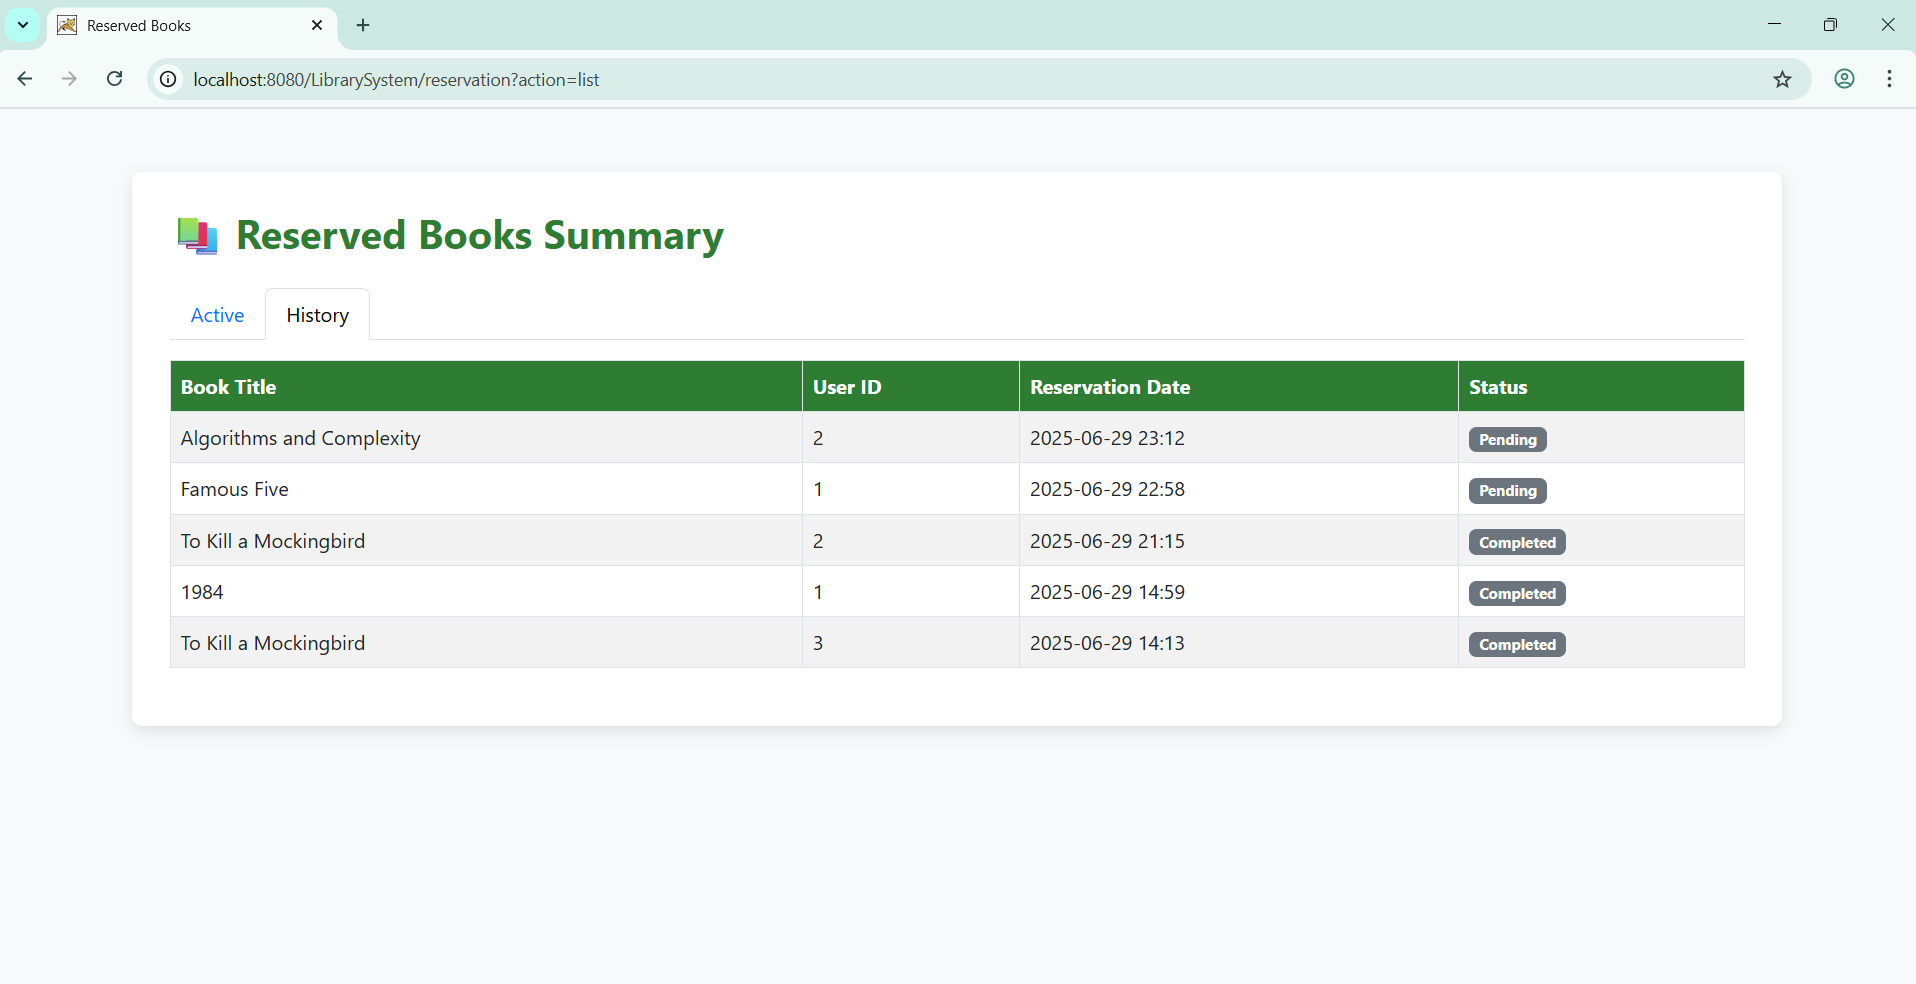 Reserved Books
localhost:8080/LibrarySystem/reservation?action=list
Reserved Books Summary
Active History
Book Title User ID Reservation Date Status
Algorithms and Complexity 2 2025-06-29 23:12 Pending
Famous Five 1 2025-06-29 22:58 Pending
To Kill a Mockingbird 2 2025-06-29 21:15 Completed
1984 1 2025-06-29 14:59 Completed
To Kill a Mockingbird 3 2025-06-29 14:13 Completed